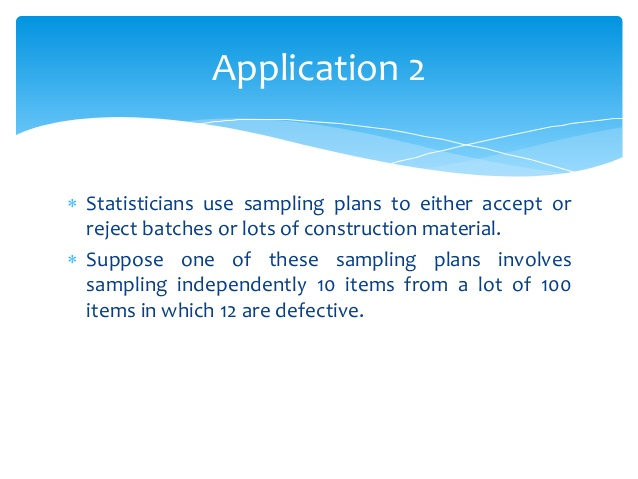 Application 2
* Statisticians use sampling plans to either accept or
reject batches or lots of construction material.
* Suppose one of these sampling plans involves
sampling independently 10 items from a lot of 100
items in which 12 are defective.